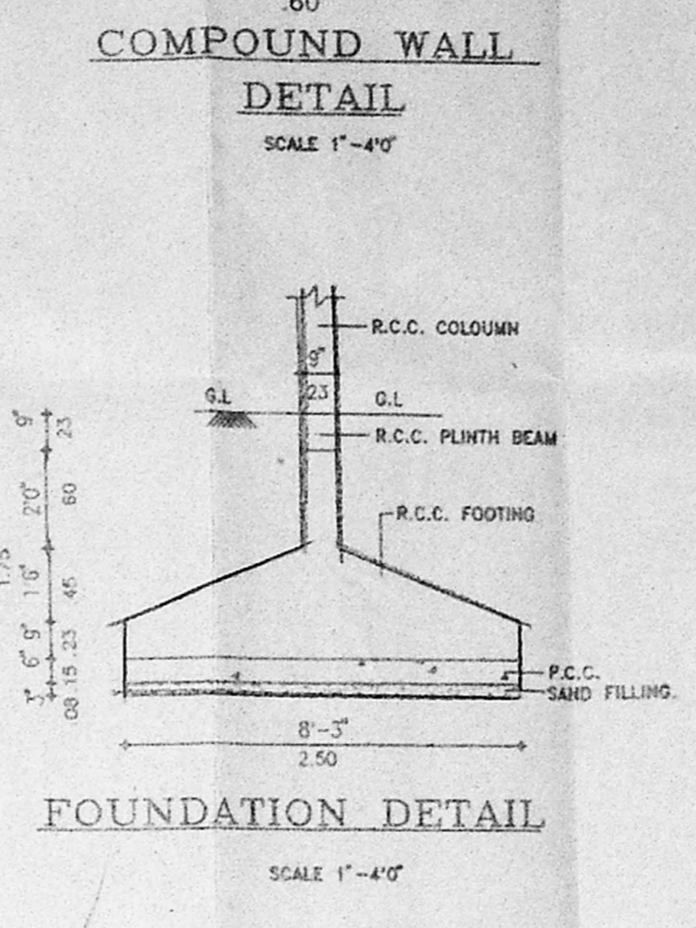 .60
COMPOUND WALL
DETAIL
SCALE 1"-4'0"
R.C.C. COLOUMN
9"
23
G.L
G.L
R.C.C. PLINTH BEAM
9"
23
2'0"
60
R.C.C. FOOTING
1'6"
.45
9"
.23
6"
.15
3"
08
P.C.C.
SAND FILLING.
8'-3"
2.50
FOUNDATION DETAIL
SCALE 1"-4'0"